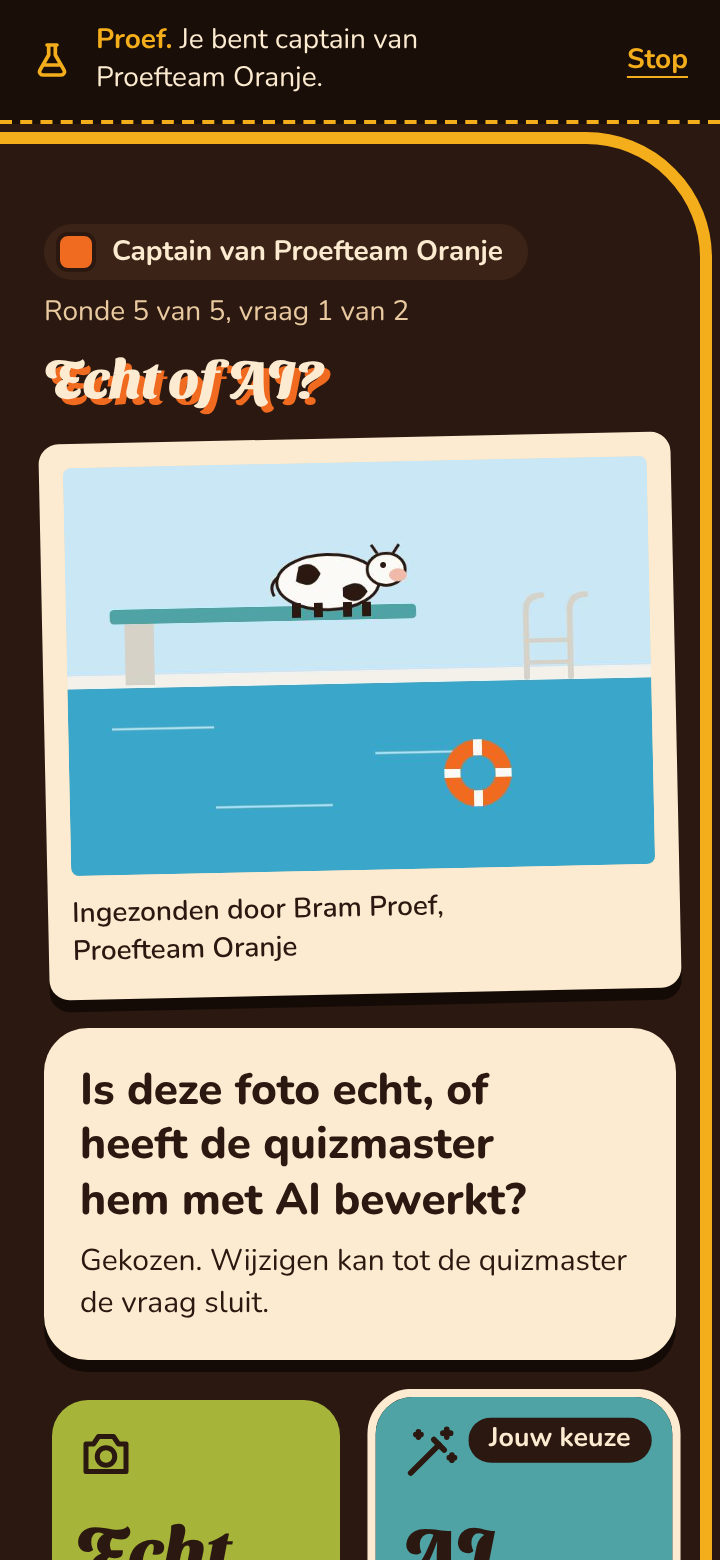 Proef. Je bent captain van
Proefteam Oranje.
Stop
Captain van Proefteam Oranje
Ronde 5 van 5, vraag 1 van 2
Echt of AI?
Ingezonden door Bram Proef,
Proefteam Oranje
Is deze foto echt, of
heeft de quizmaster
hem met AI bewerkt?
Gekozen. Wijzigen kan tot de quizmaster
de vraag sluit.
Jouw keuze
Echt
AI